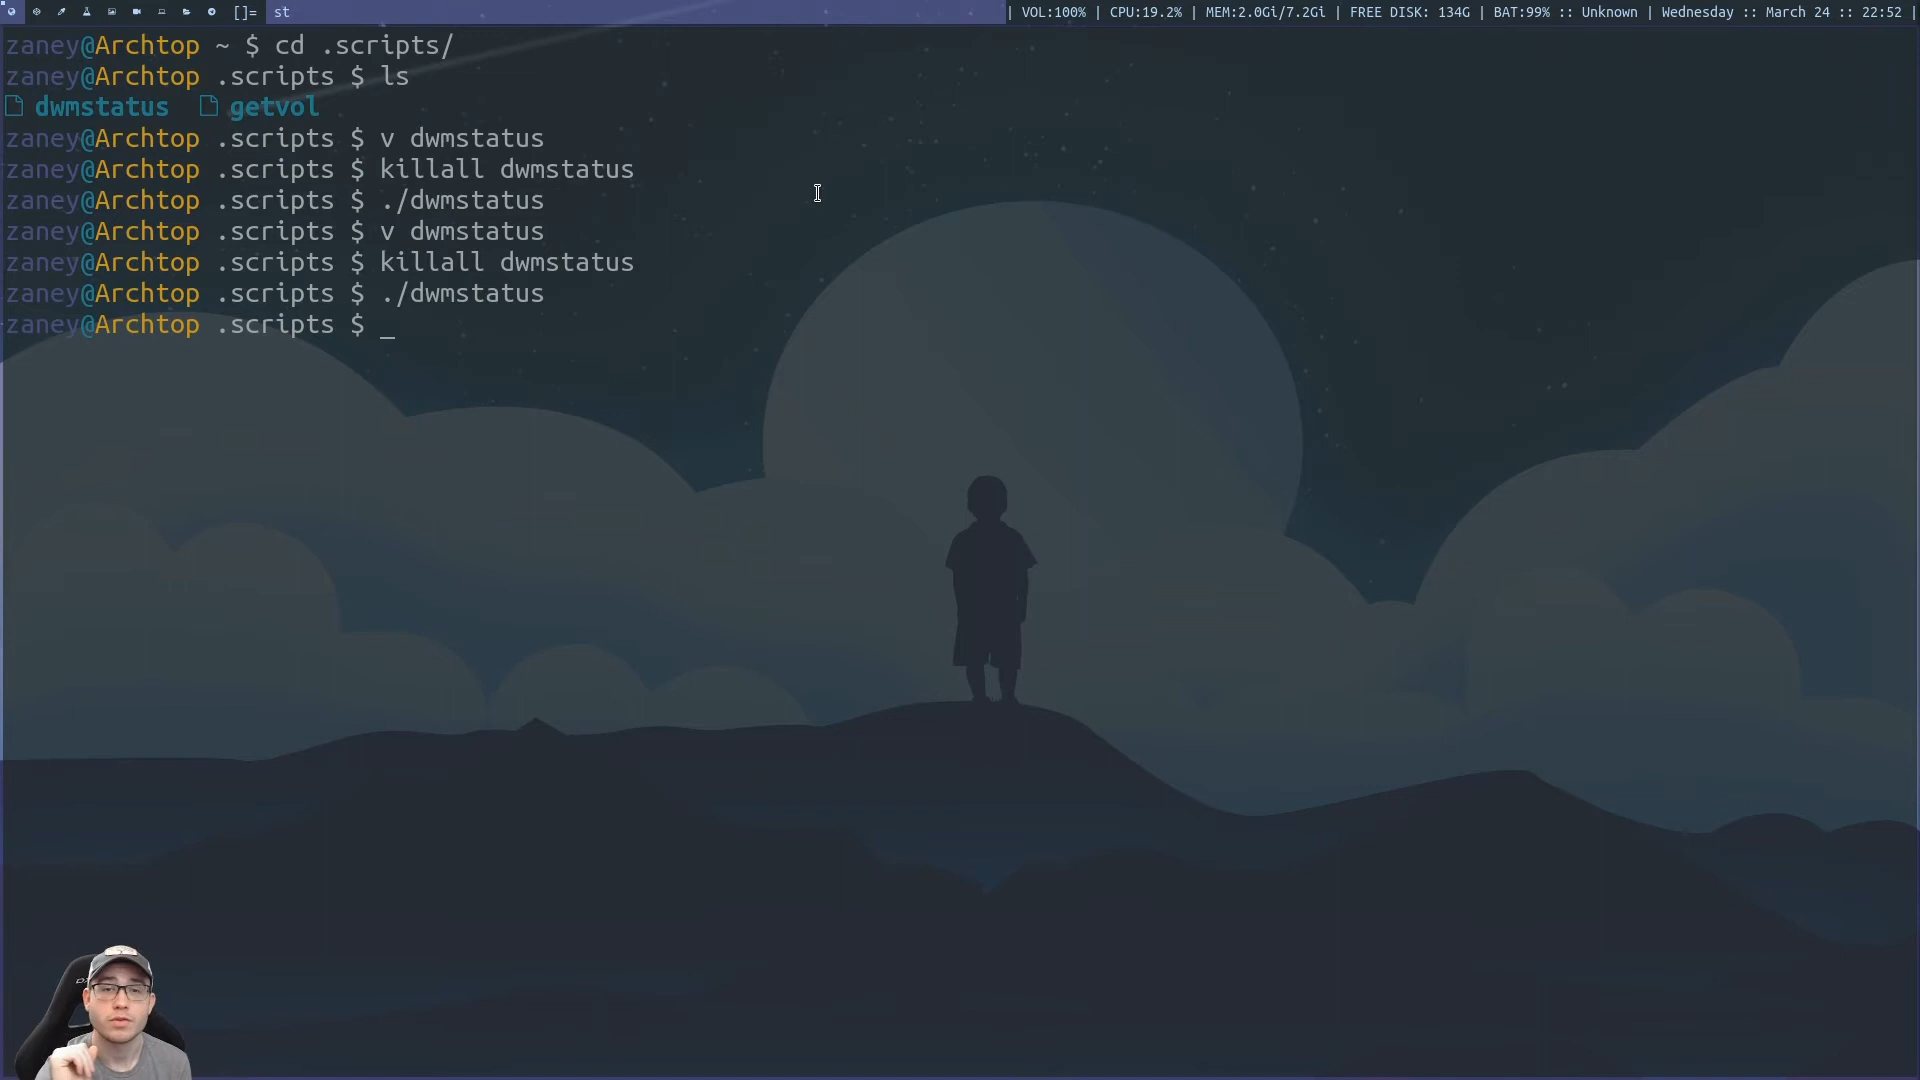 []= st | VOL:100% | CPU:19.2% | MEM:2.0Gi/7.2Gi | FREE DISK: 134G | BAT:99% :: Unknown | Wednesday :: March 24 :: 22:52 |
zaney@Archtop ~ $ cd .scripts/
zaney@Archtop .scripts $ ls
dwmstatus getvol
zaney@Archtop .scripts $ v dwmstatus
zaney@Archtop .scripts $ killall dwmstatus
zaney@Archtop .scripts $ ./dwmstatus
zaney@Archtop .scripts $ v dwmstatus
zaney@Archtop .scripts $ killall dwmstatus
zaney@Archtop .scripts $ ./dwmstatus
zaney@Archtop .scripts $ _